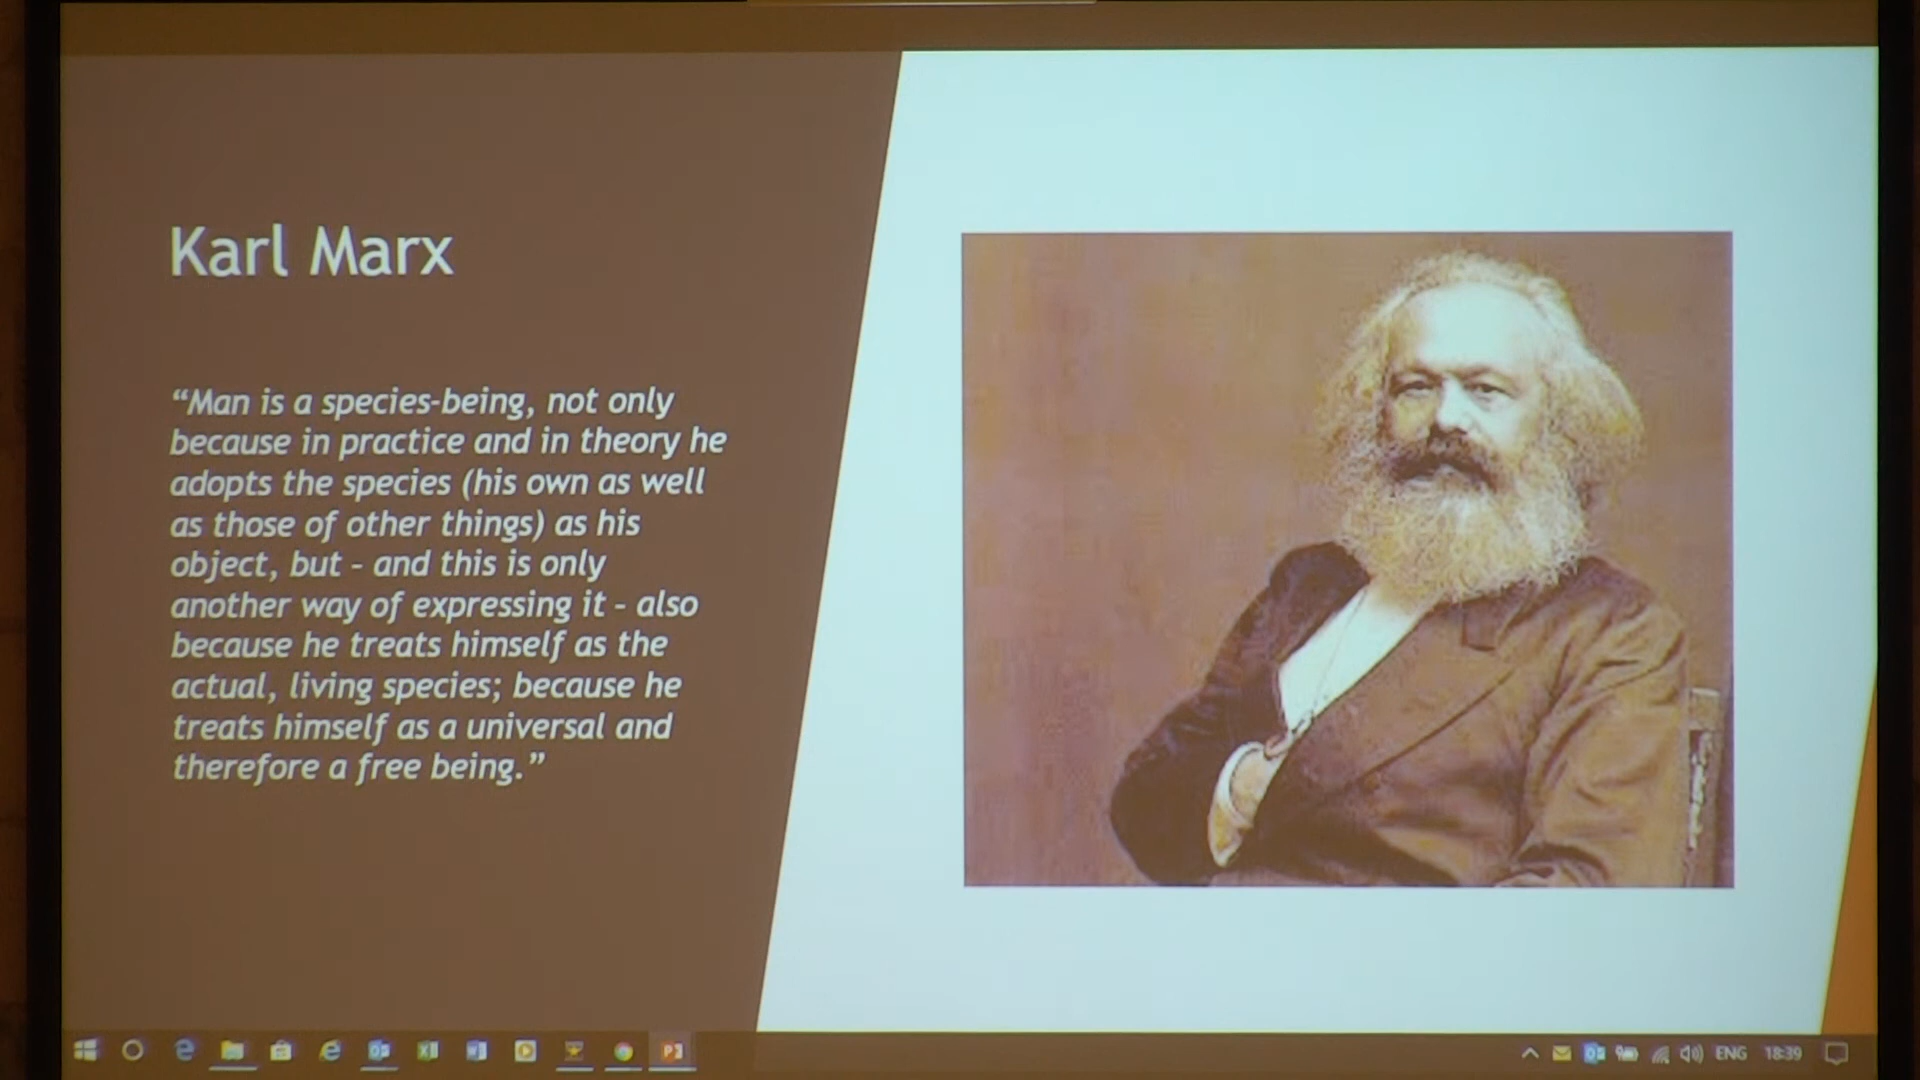 Karl Marx
“Man is a species-being, not only
because in practice and in theory he
adopts the species (his own as well
as those of other things) as his
object, but – and this is only
another way of expressing it – also
because he treats himself as the
actual, living species; because he
treats himself as a universal and
therefore a free being.”
ENG 18:39